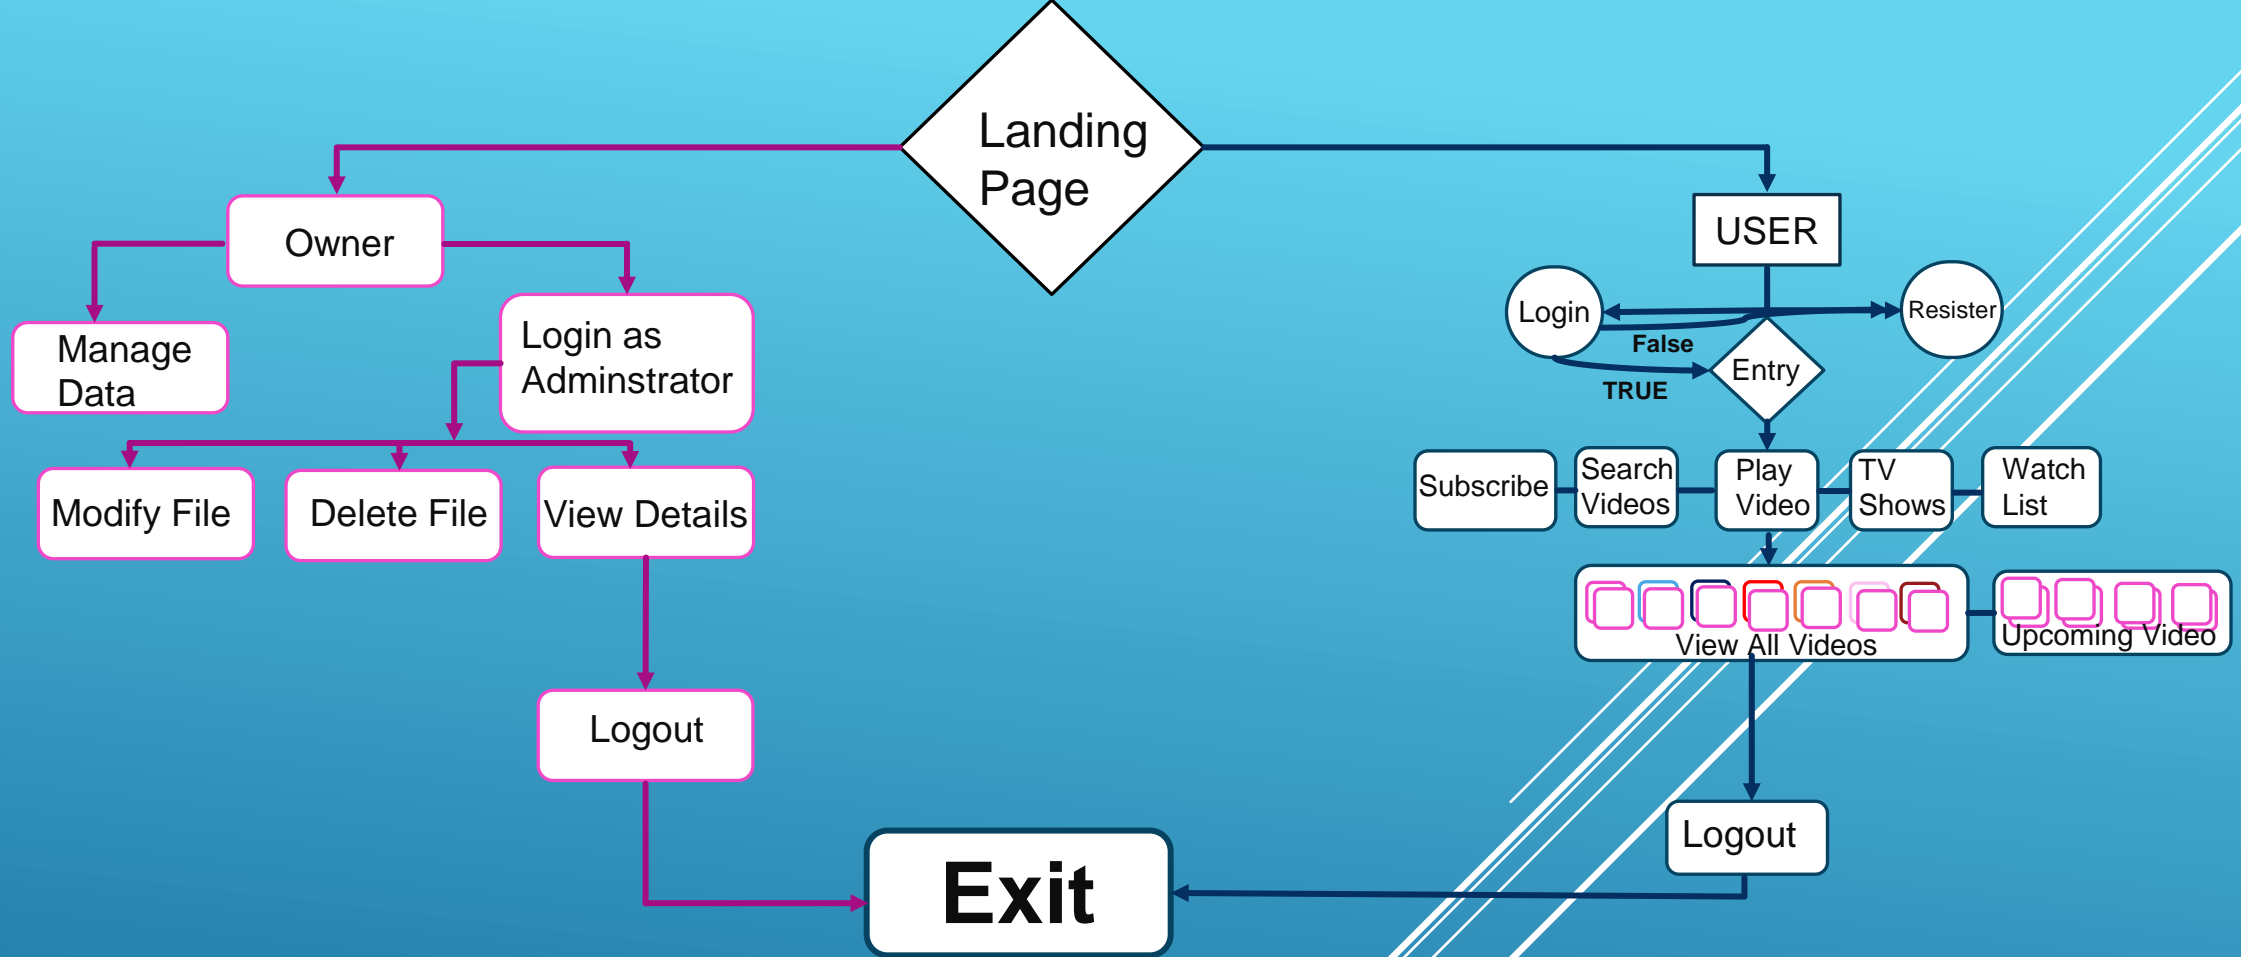 Landing
Page
Owner
USER
Manage
Data
Login as
Adminstrator
Login
Resister
False
TRUE
Entry
Modify File
Delete File
View Details
Subscribe
Search
Videos
Play
Video
TV
Shows
Watch
List
View All Videos
Upcoming Video
Logout
Logout
Exit